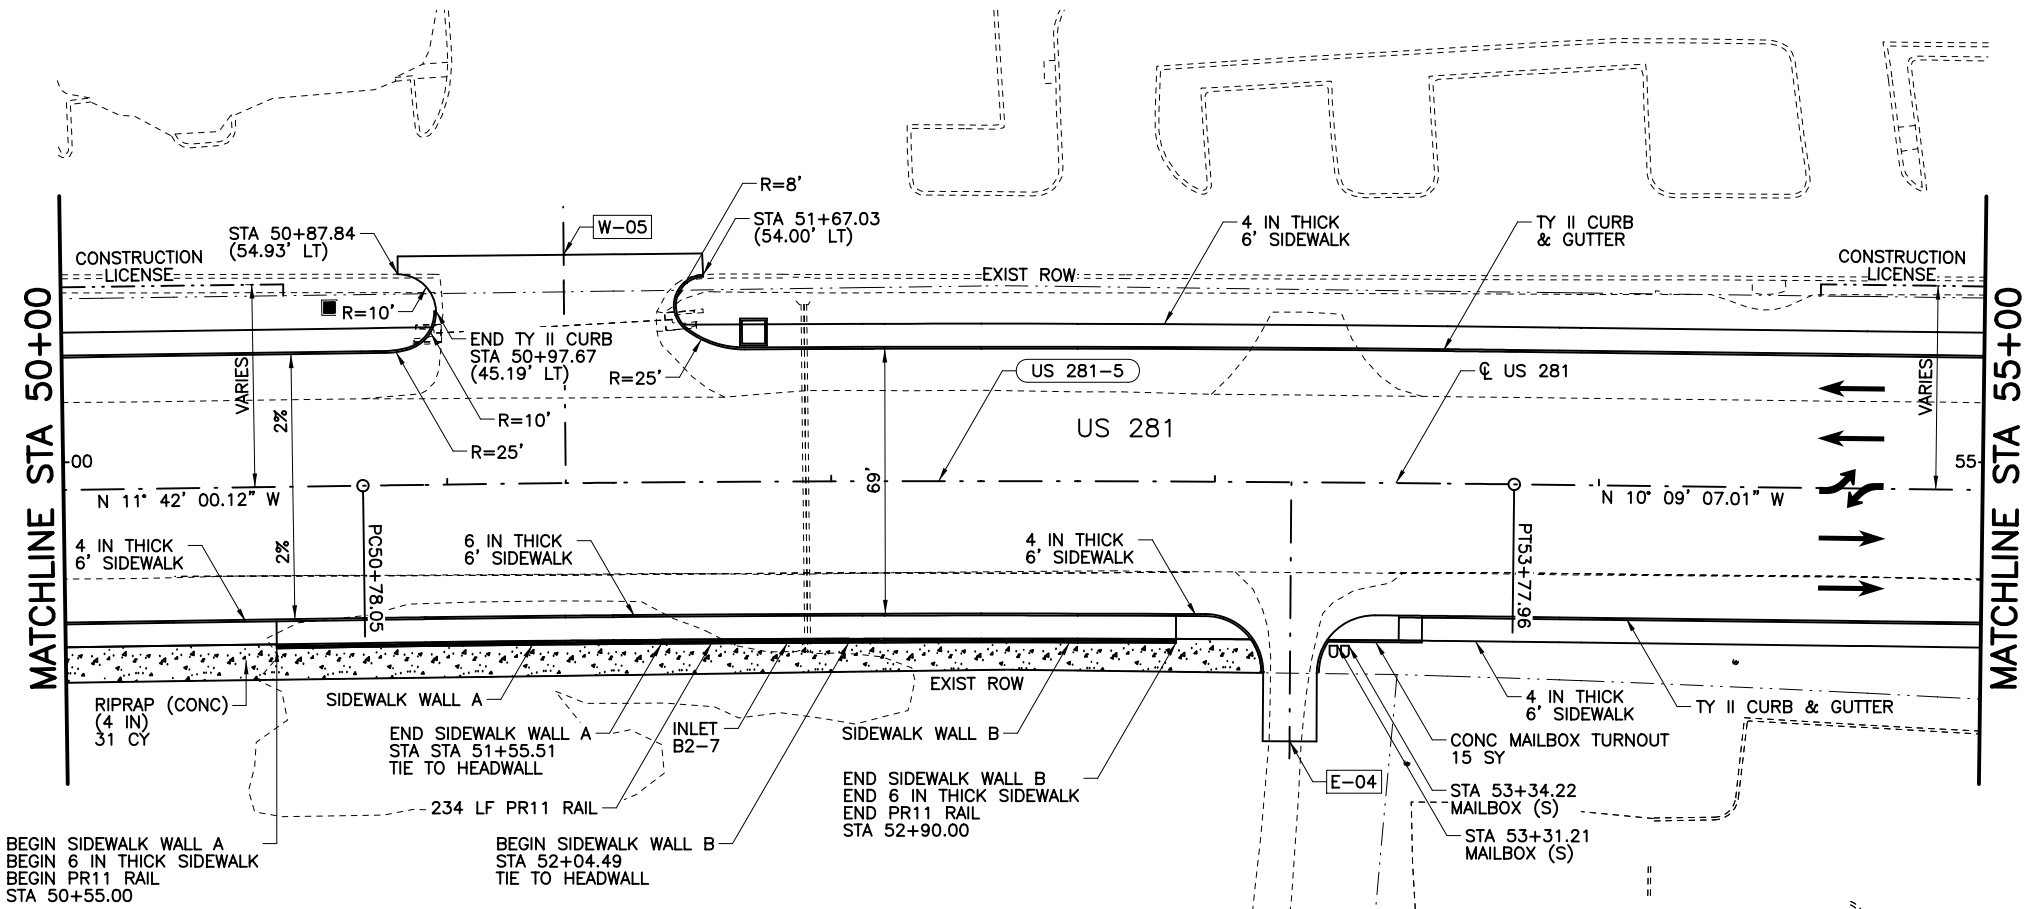 R=8'
STA 50+87.84
(54.93' LT)
W-05
STA 51+67.03
(54.00' LT)
4 IN THICK
6' SIDEWALK
TY II CURB
& GUTTER
CONSTRUCTION
LICENSE
EXIST ROW
CONSTRUCTION
LICENSE
R=10'
END TY II CURB
STA 50+97.67
(45.19' LT)
R=25'
US 281-5
℄ US 281
VARIES
VARIES
2%
R=10'
R=25'
US 281
MATCHLINE STA 50+00
MATCHLINE STA 55+00
-00
55-
69'
N 11° 42' 00.12" W
N 10° 09' 07.01" W
PC50+78.05
PT53+77.96
4 IN THICK
6' SIDEWALK
2%
6 IN THICK
6' SIDEWALK
4 IN THICK
6' SIDEWALK
RIPRAP (CONC)
(4 IN)
31 CY
SIDEWALK WALL A
EXIST ROW
END SIDEWALK WALL A
STA STA 51+55.51
TIE TO HEADWALL
INLET
B2-7
SIDEWALK WALL B
4 IN THICK
6' SIDEWALK
TY II CURB & GUTTER
CONC MAILBOX TURNOUT
15 SY
234 LF PR11 RAIL
END SIDEWALK WALL B
END 6 IN THICK SIDEWALK
END PR11 RAIL
STA 52+90.00
E-04
STA 53+34.22
MAILBOX (S)
STA 53+31.21
MAILBOX (S)
BEGIN SIDEWALK WALL A
BEGIN 6 IN THICK SIDEWALK
BEGIN PR11 RAIL
STA 50+55.00
BEGIN SIDEWALK WALL B
STA 52+04.49
TIE TO HEADWALL